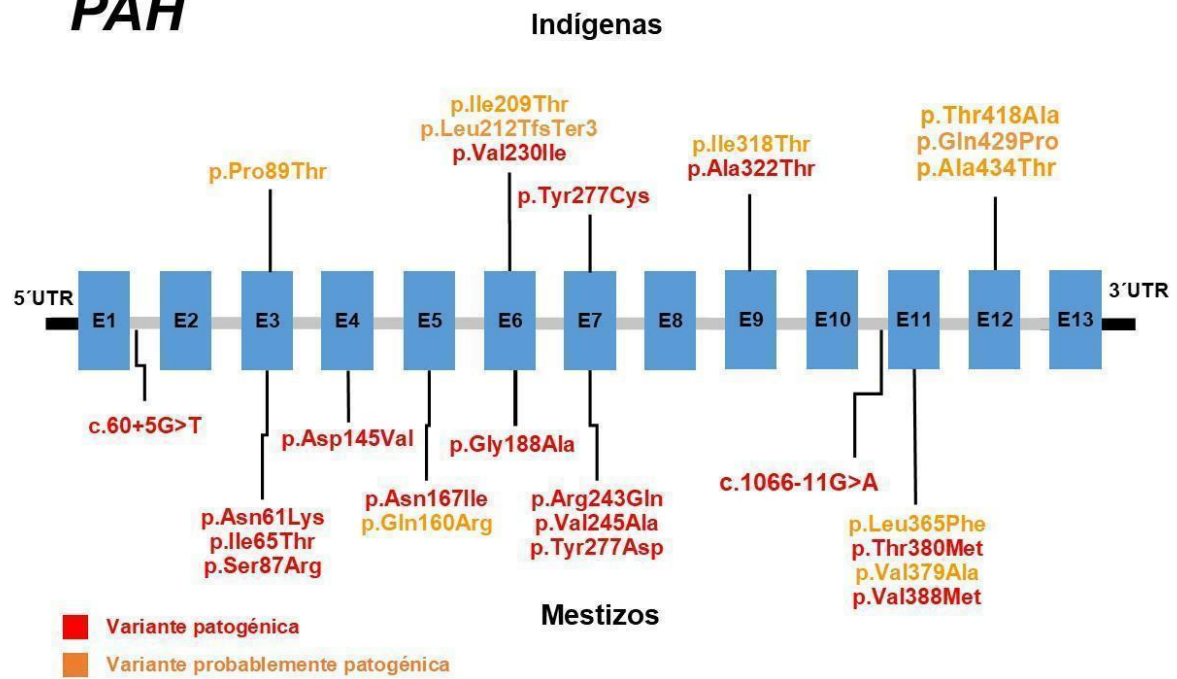 PAH
Indígenas
p.Ile209Thr
p.Leu212TfsTer3
p.Val230Ile
p.Thr418Ala
p.Gln429Pro
p.Ala434Thr
p.Ile318Thr
p.Ala322Thr
p.Pro89Thr
p.Tyr277Cys
5´UTR
E1
E2
E3
E4
E5
E6
E7
E8
E9
E10
E11
E12
E13
3´UTR
c.60+5G>T
p.Asp145Val
p.Gly188Ala
c.1066-11G>A
p.Asn61Lys
p.Ile65Thr
p.Ser87Arg
p.Asn167Ile
p.Gln160Arg
p.Arg243Gln
p.Val245Ala
p.Tyr277Asp
p.Leu365Phe
p.Thr380Met
p.Val379Ala
p.Val388Met
Mestizos
Variante patogénica
Variante probablemente patogénica